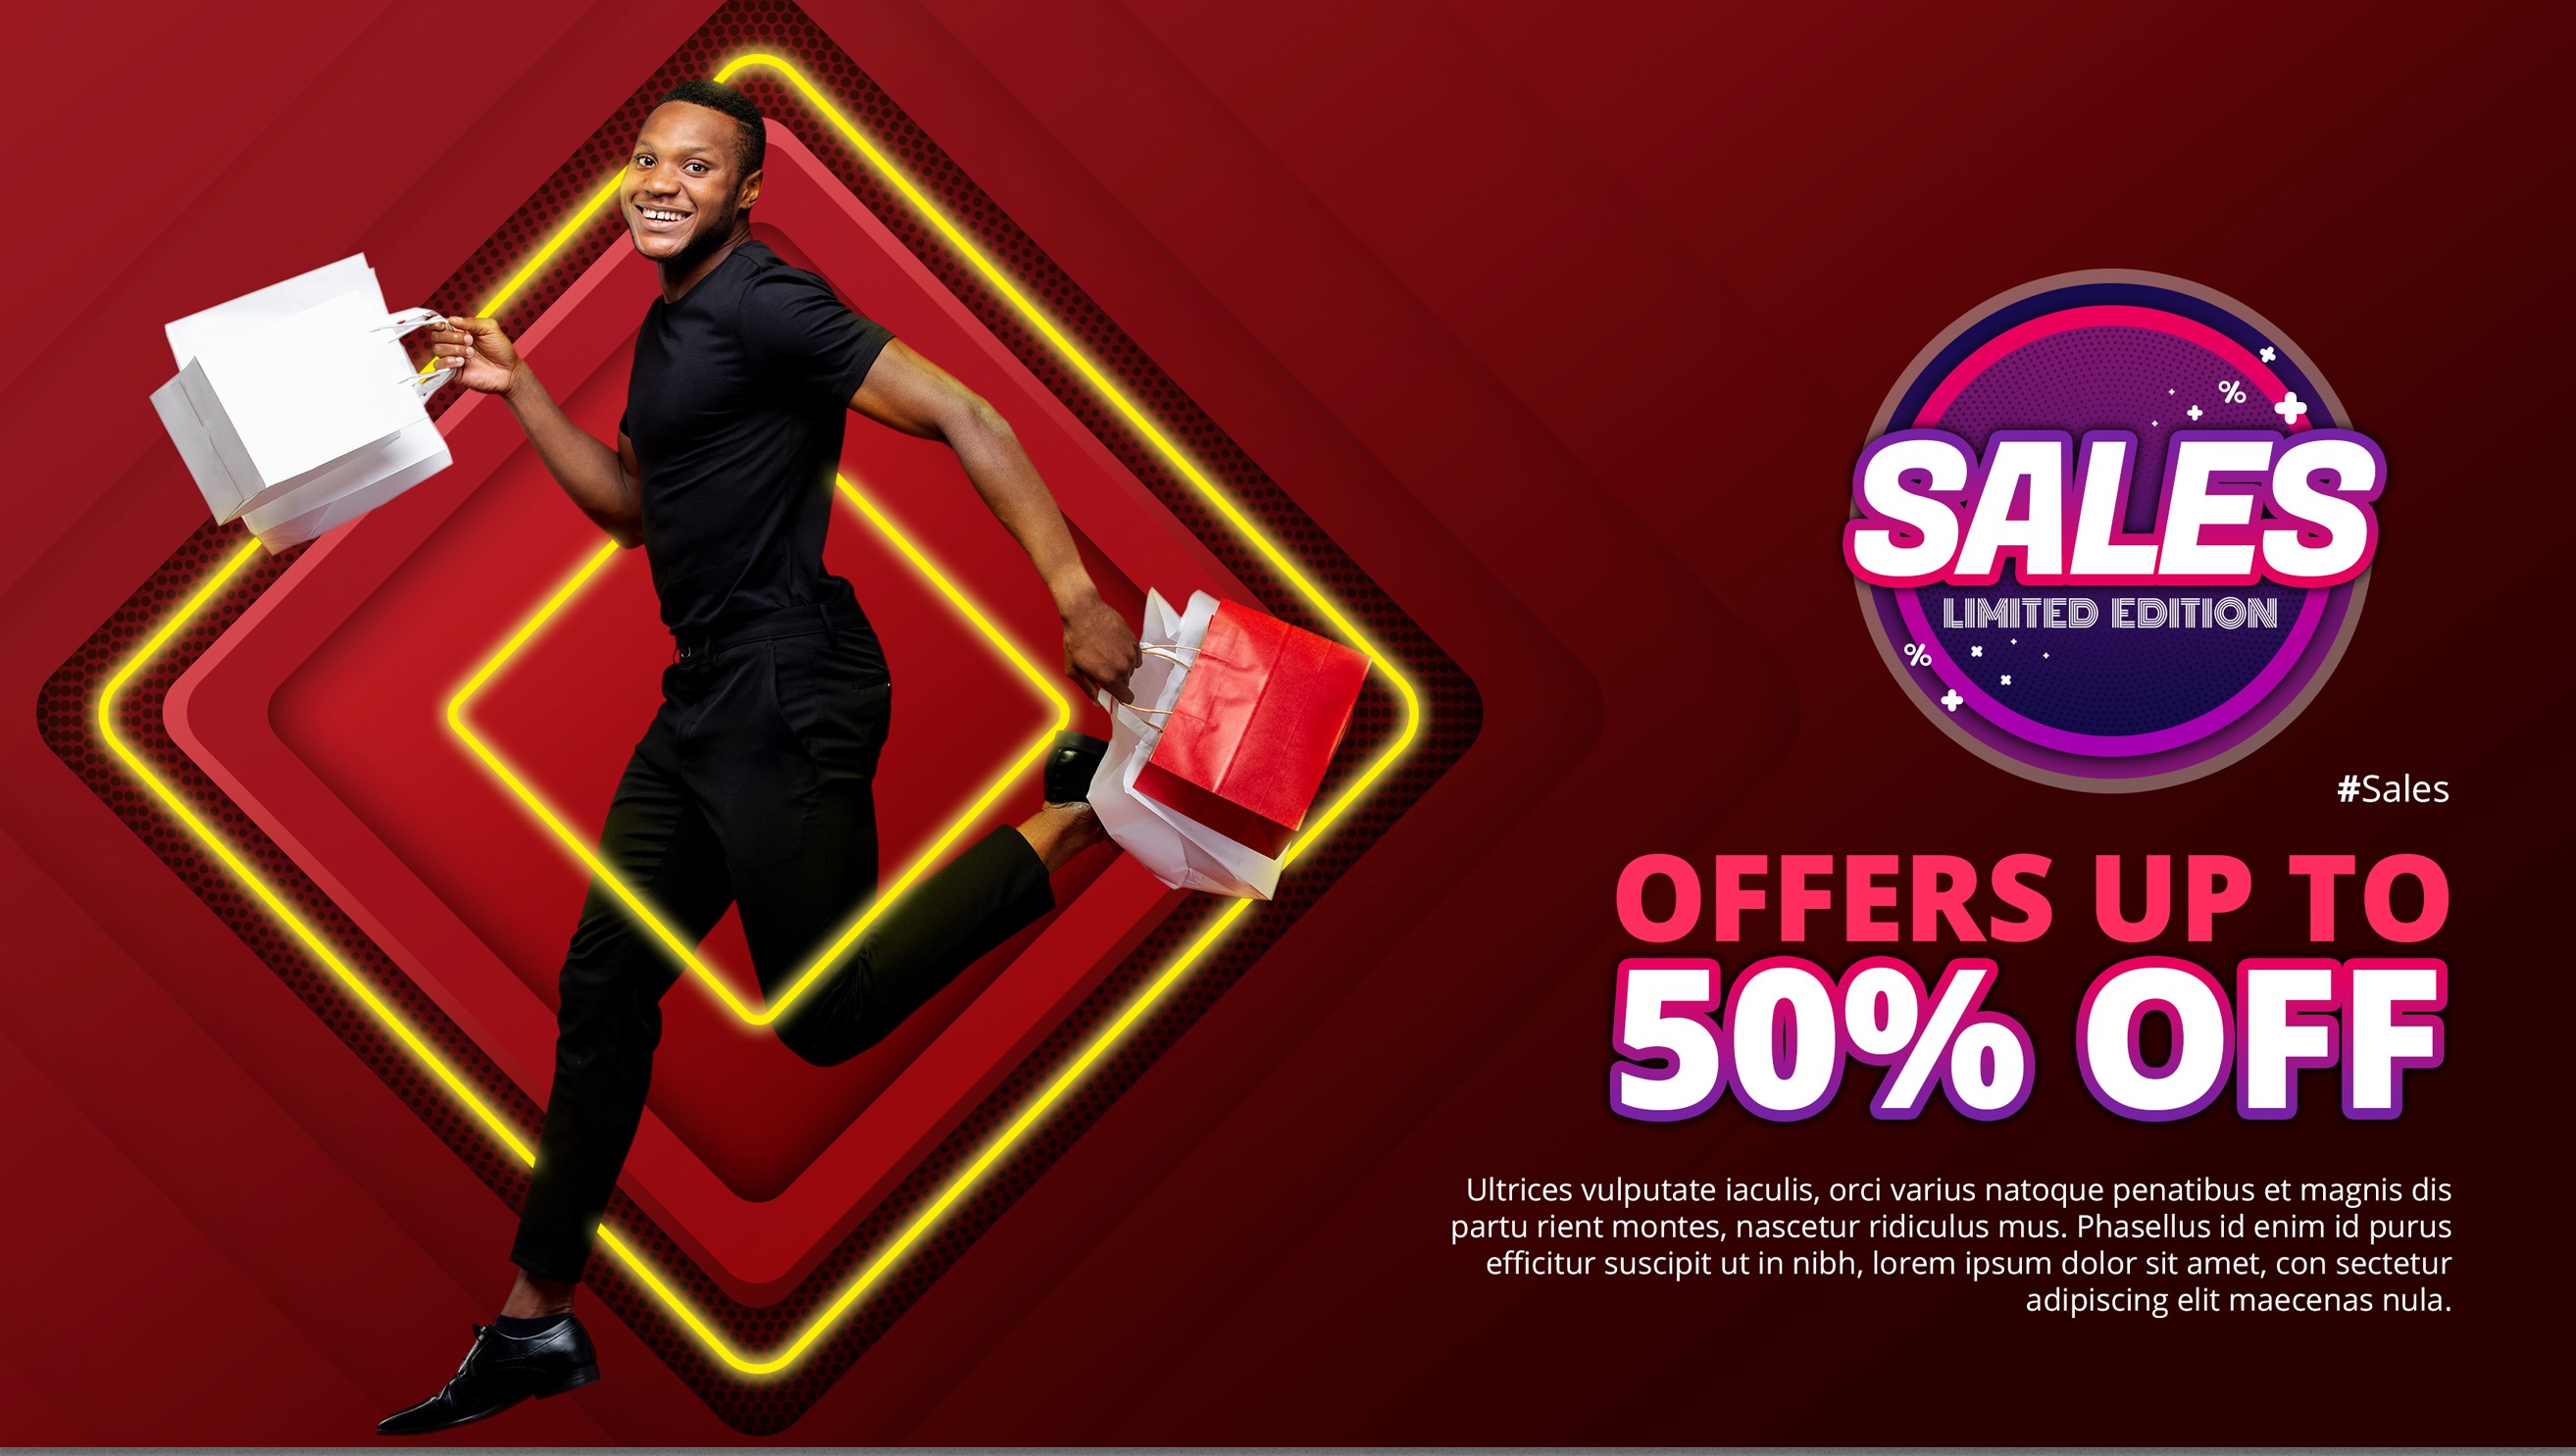 SALES
LIMITED EDITION
#Sales
OFFERS UP TO
50% OFF
Ultrices vulputate iaculis, orci varius natoque penatibus et magnis dis
partu rient montes, nascetur ridiculus mus. Phasellus id enim id purus
efficitur suscipit ut in nibh, lorem ipsum dolor sit amet, con sectetur
adipiscing elit maecenas nula.